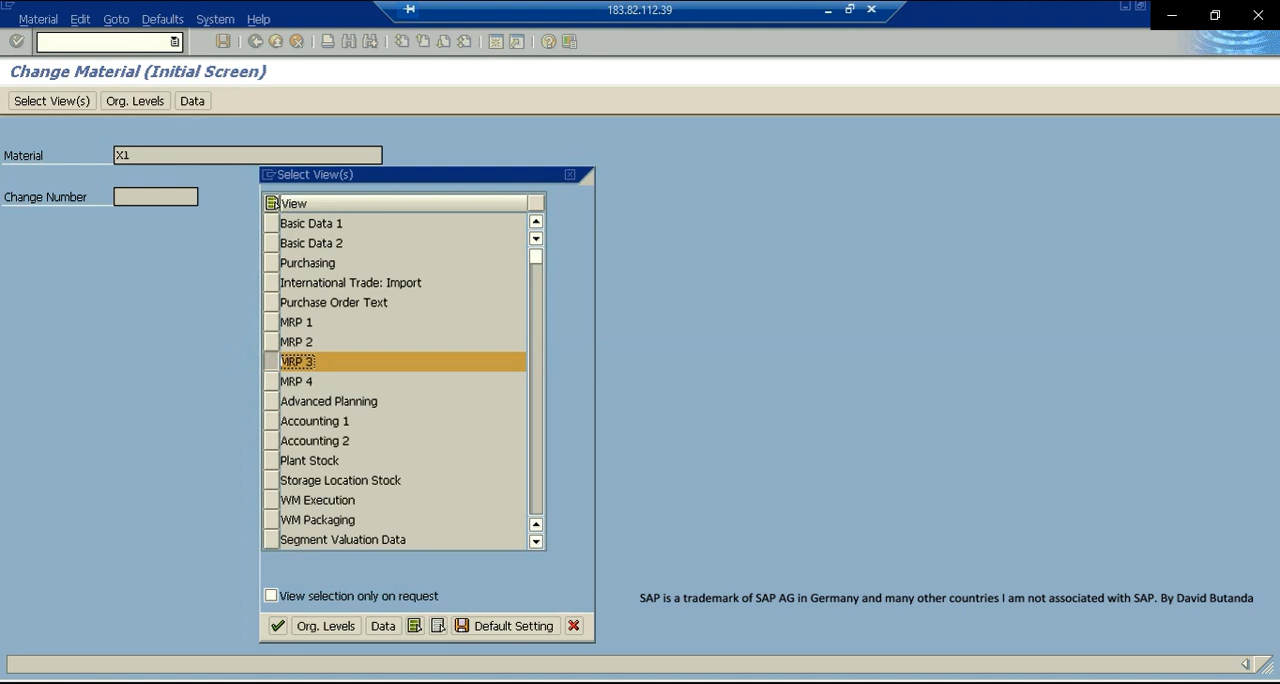 Material Edit Goto Defaults System Help
183.82.112.39
Change Material (Initial Screen)
Select View(s) Org. Levels Data
Material X1
Change Number
Select View(s)
View
Basic Data 1
Basic Data 2
Purchasing
International Trade: Import
Purchase Order Text
MRP 1
MRP 2
MRP 3
MRP 4
Advanced Planning
Accounting 1
Accounting 2
Plant Stock
Storage Location Stock
WM Execution
WM Packaging
Segment Valuation Data
View selection only on request
SAP is a trademark of SAP AG in Germany and many other countries I am not associated with SAP. By David Butanda
Org. Levels Data Default Setting